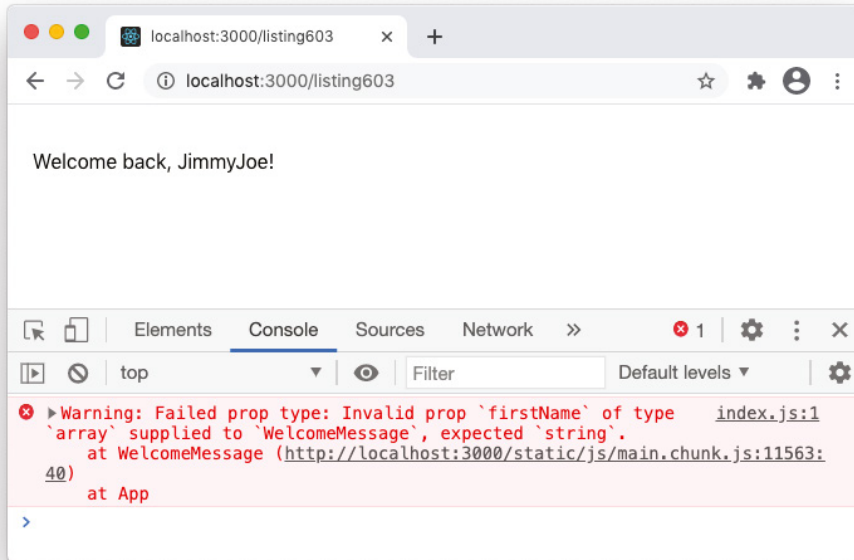 localhost:3000/listing603
localhost:3000/listing603
Welcome back, JimmyJoe!
Elements Console Sources Network » 1
top Filter Default levels ▼
Warning: Failed prop type: Invalid prop `firstName` of type index.js:1
`array` supplied to `WelcomeMessage`, expected `string`.
at WelcomeMessage (http://localhost:3000/static/js/main.chunk.js:11563:
40)
at App